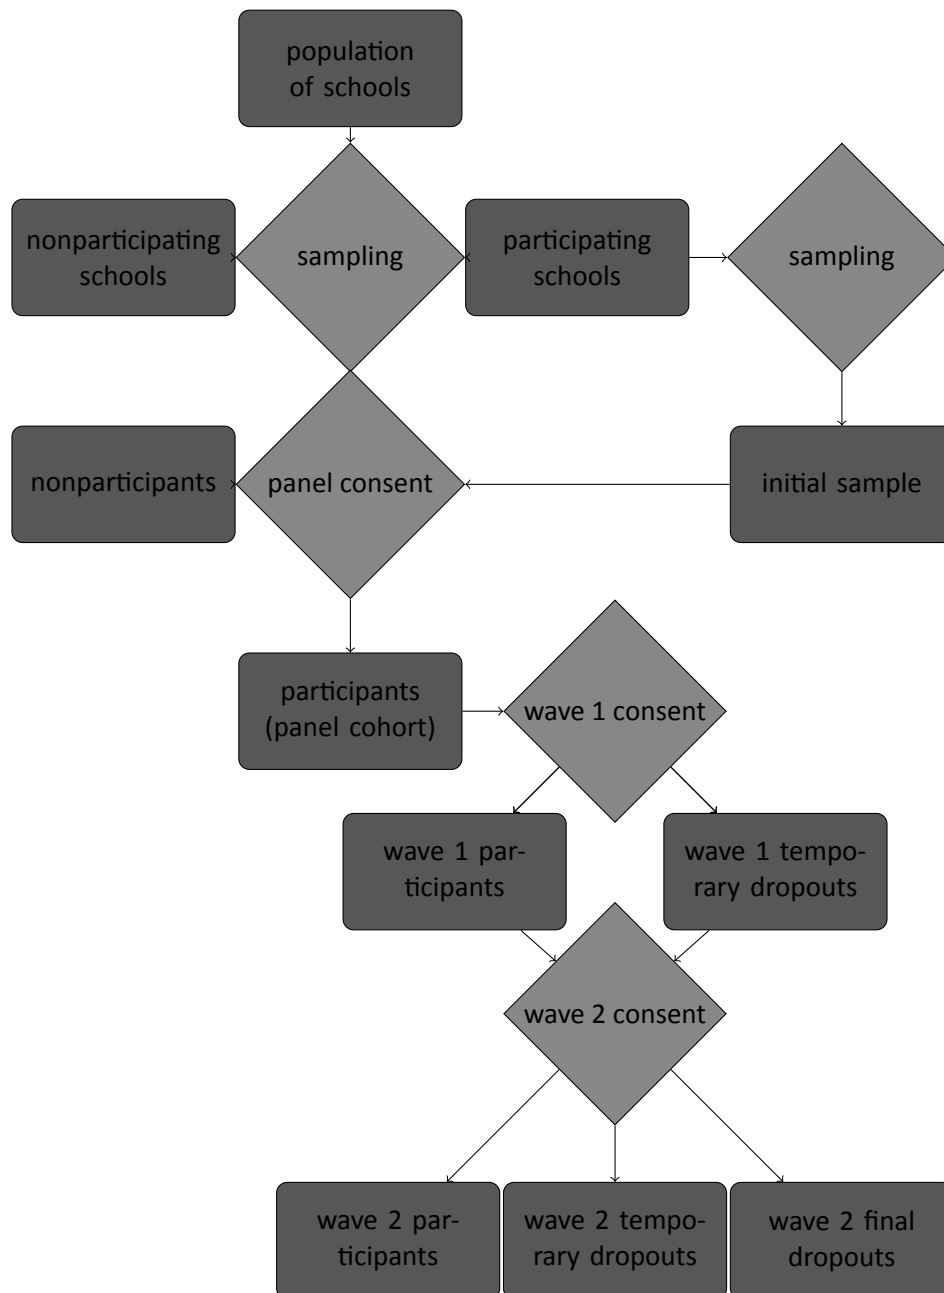 population
of schools
nonparticipating
schools
sampling
participating
schools
sampling
nonparticipants
panel consent
initial sample
participants
(panel cohort)
wave 1 consent
wave 1 par-
ticipants
wave 1 tempo-
rary dropouts
wave 2 consent
wave 2 par-
ticipants
wave 2 tempo-
rary dropouts
wave 2 final
dropouts